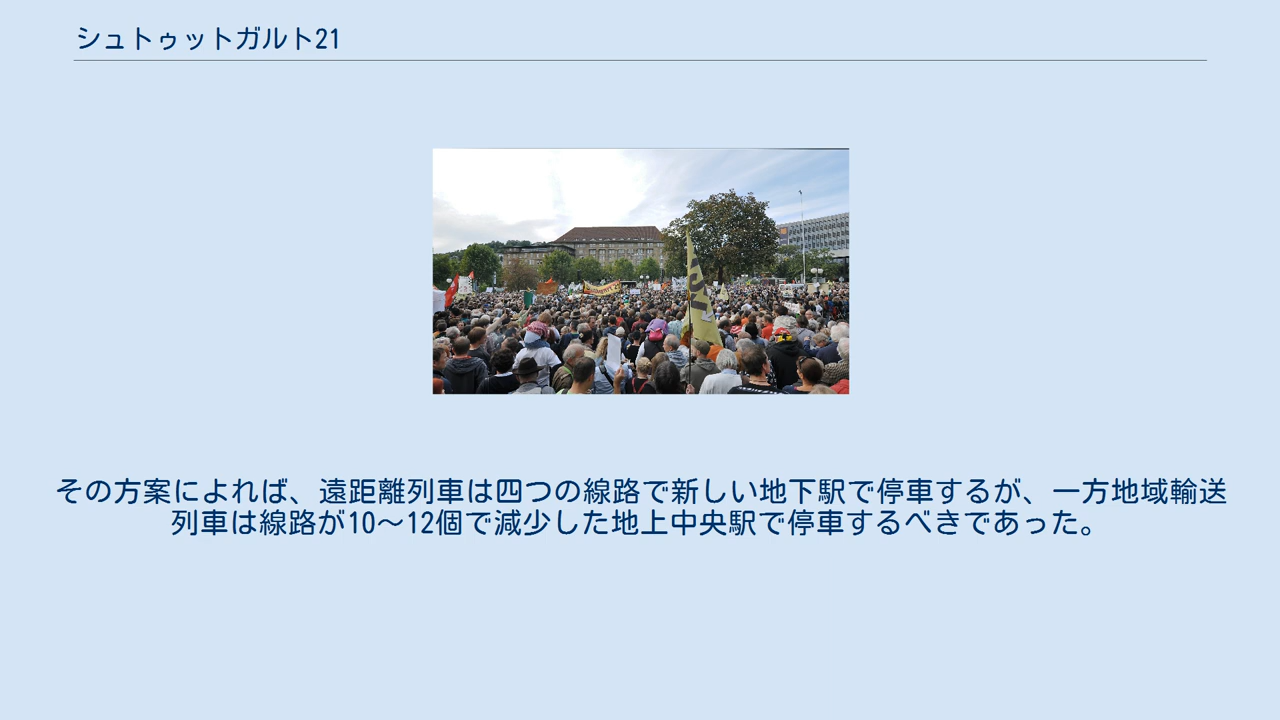 シュトゥットガルト21
その方案によれば、遠距離列車は四つの線路で新しい地下駅で停車するが、一方地域輸送
列車は線路が10～12個で減少した地上中央駅で停車するべきであった。